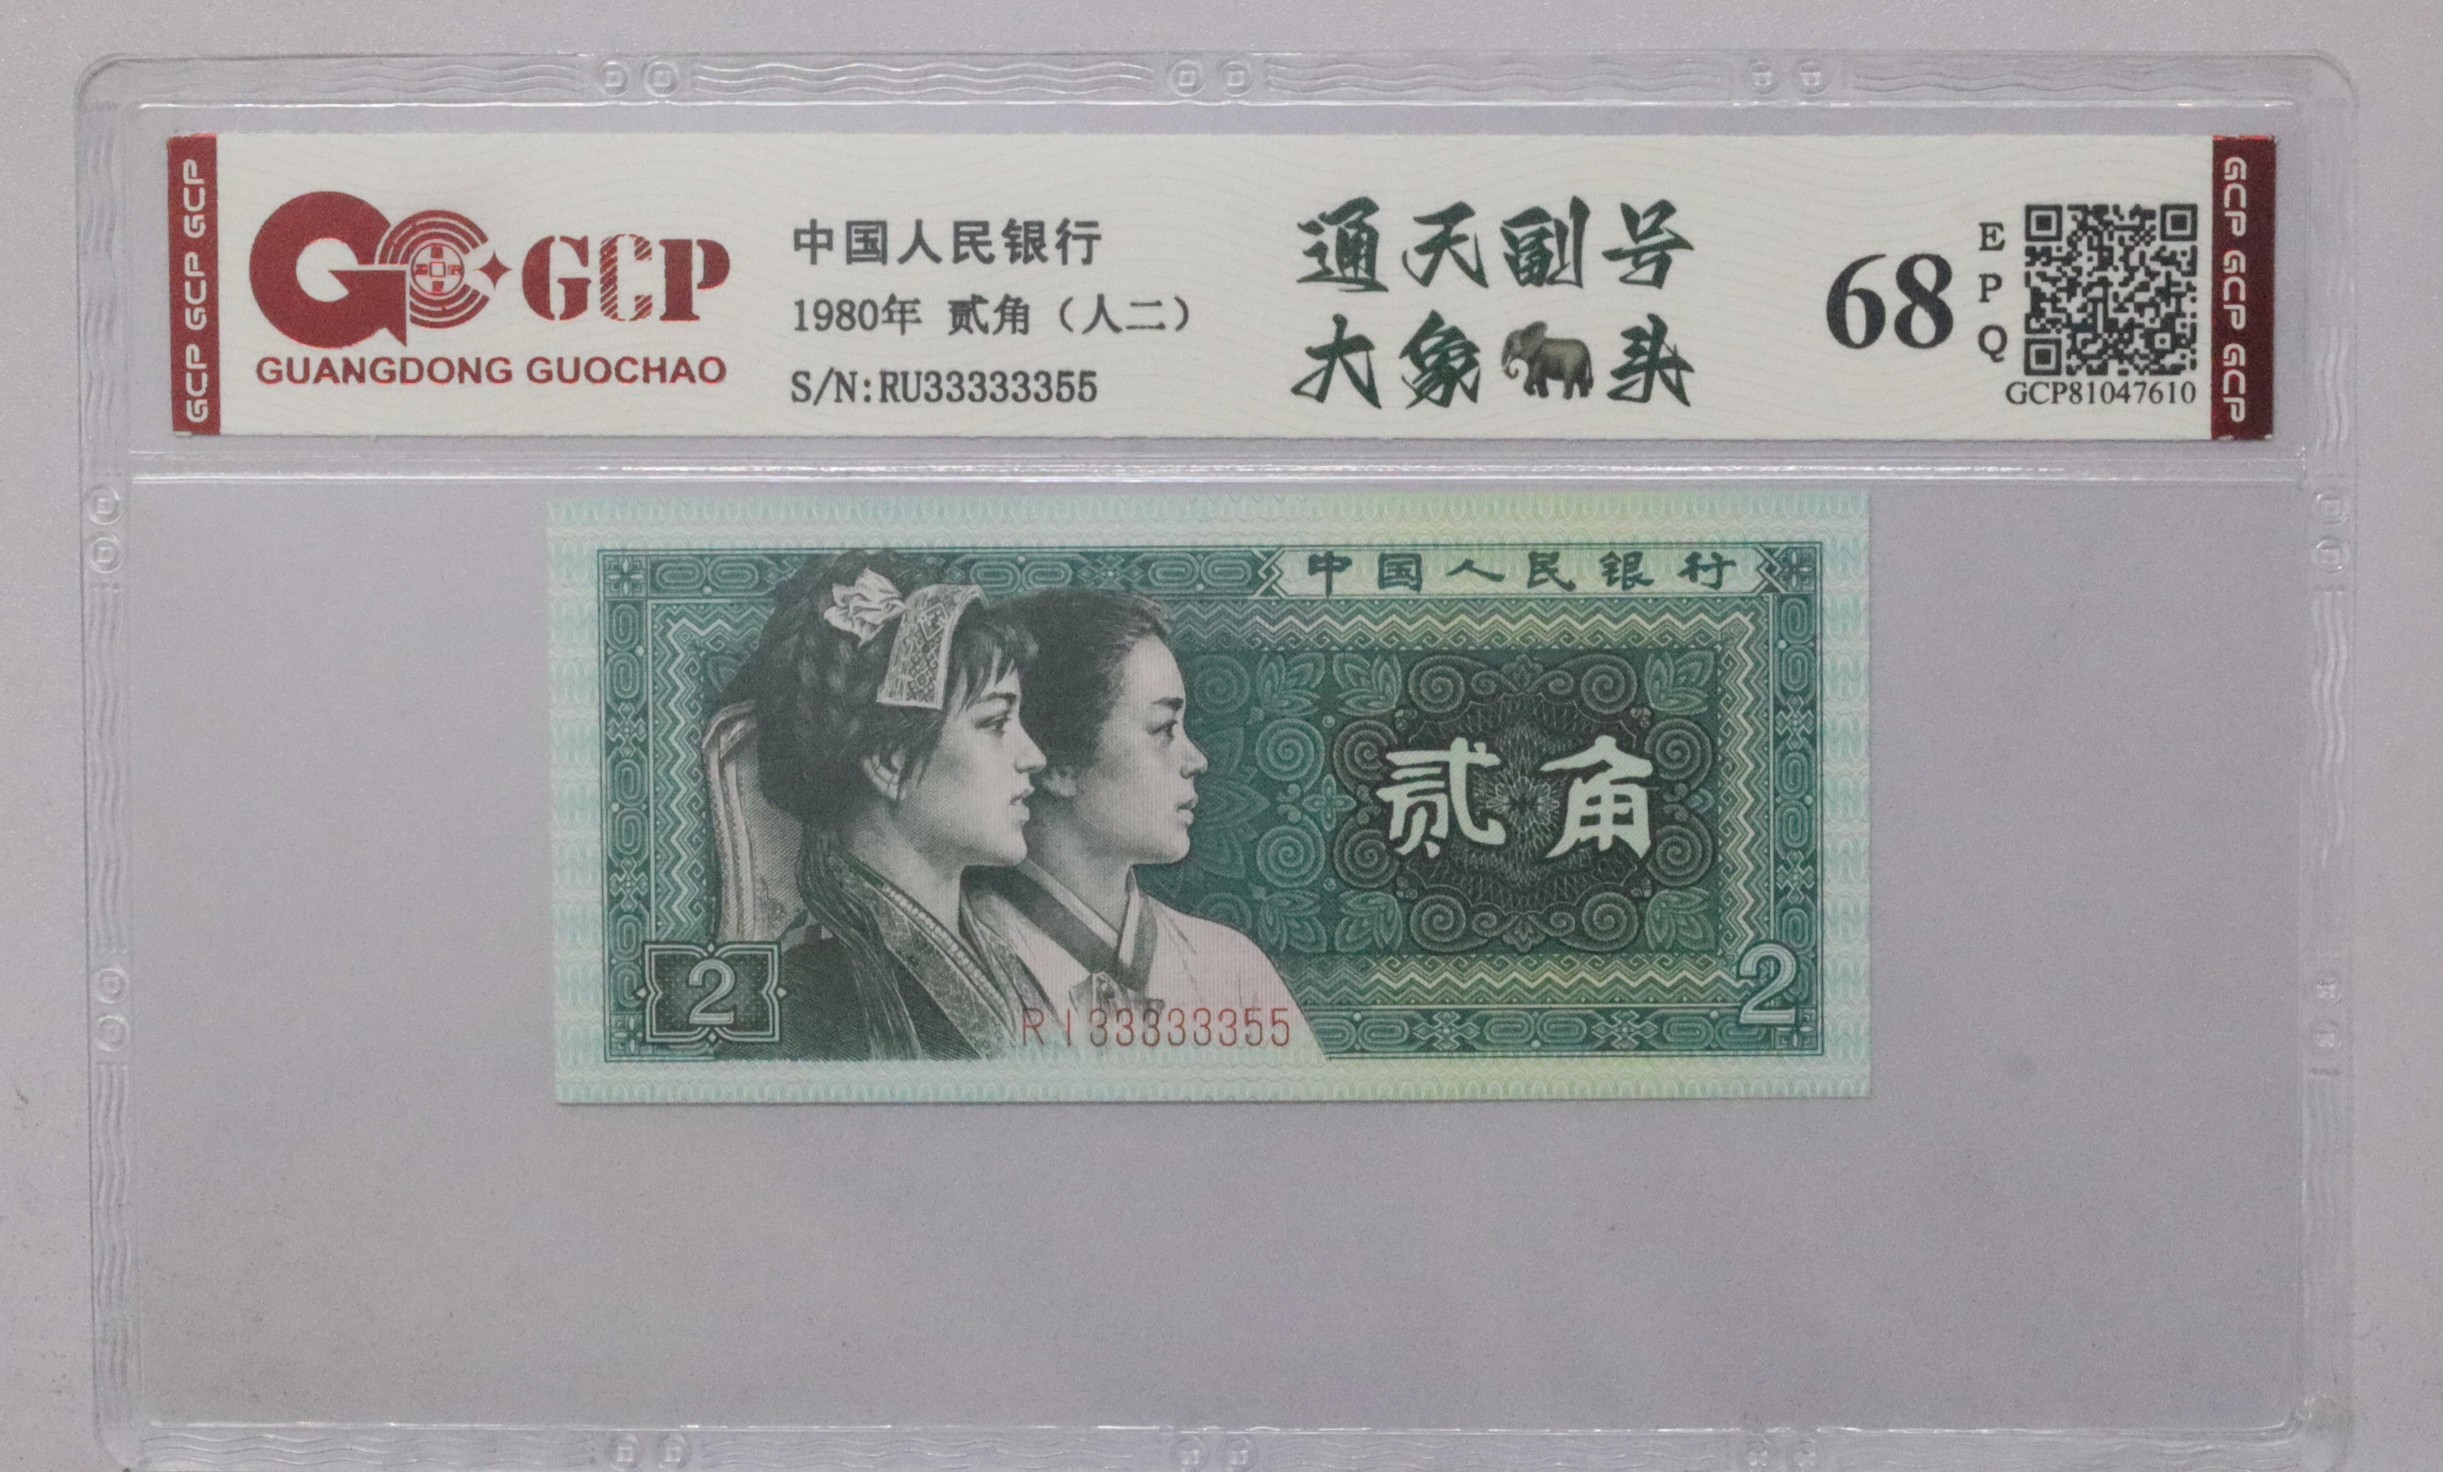 GCP GCP GCP
GCP
GUANGDONG GUOCHAO
中国人民银行
1980年 贰角（人二）
S/N:RU33333355
通天副号
大象头
68
EPQ
GCP81047610
GCP GCP GCP
中国人民银行
贰角
2
2
RI33333355